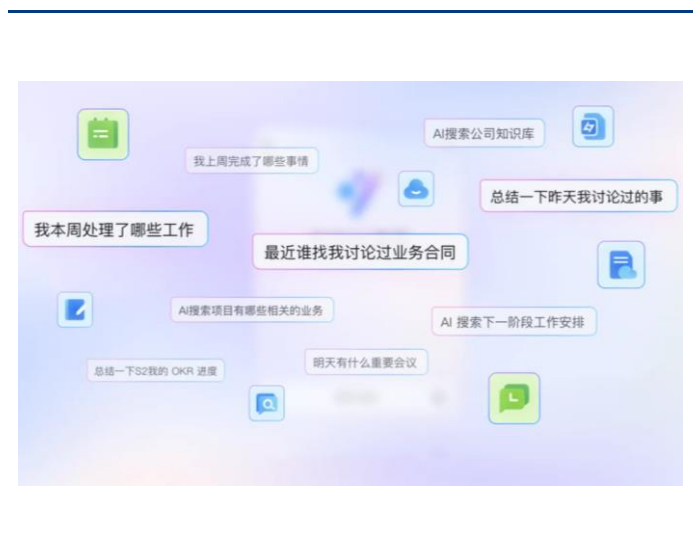 AI搜索公司知识库
我上周完成了哪些事情
总结一下昨天我讨论过的事
我本周处理了哪些工作
最近谁找我讨论过业务合同
AI搜索项目有哪些相关的业务
AI 搜索下一阶段工作安排
明天有什么重要会议
总结一下S2我的 OKR 进度